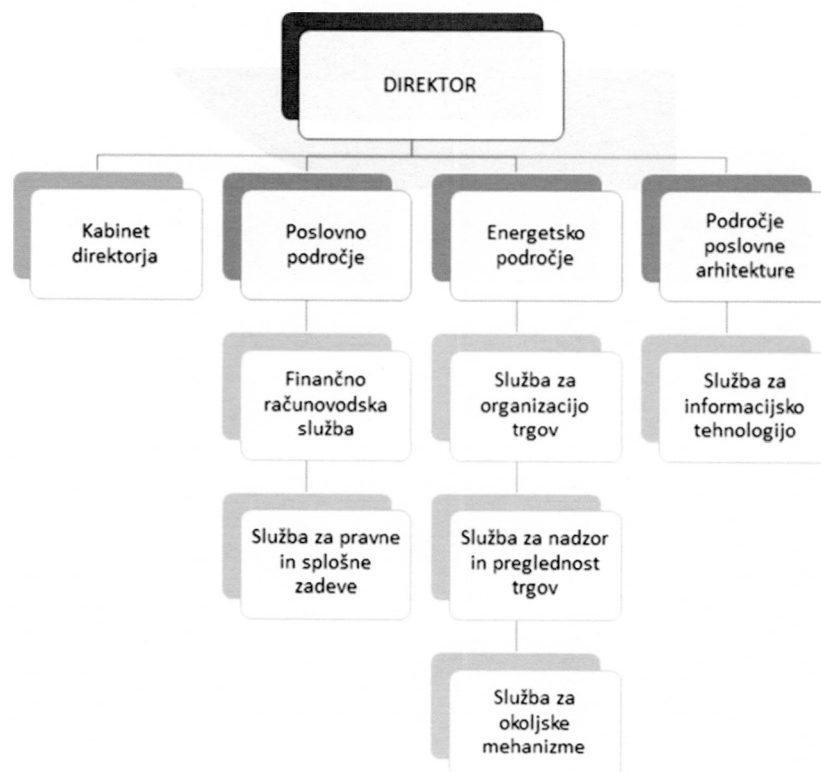 DIREKTOR
Kabinet
direktorja
Poslovno
področje
Energetsko
področje
Področje
poslovne
arhitekture
Finančno
računovodska
služba
Služba za
organizacijo
trgov
Služba za
informacijsko
tehnologijo
Služba za pravne
in splošne
zadeve
Služba za nadzor
in preglednost
trgov
Služba za
okoljske
mehanizme